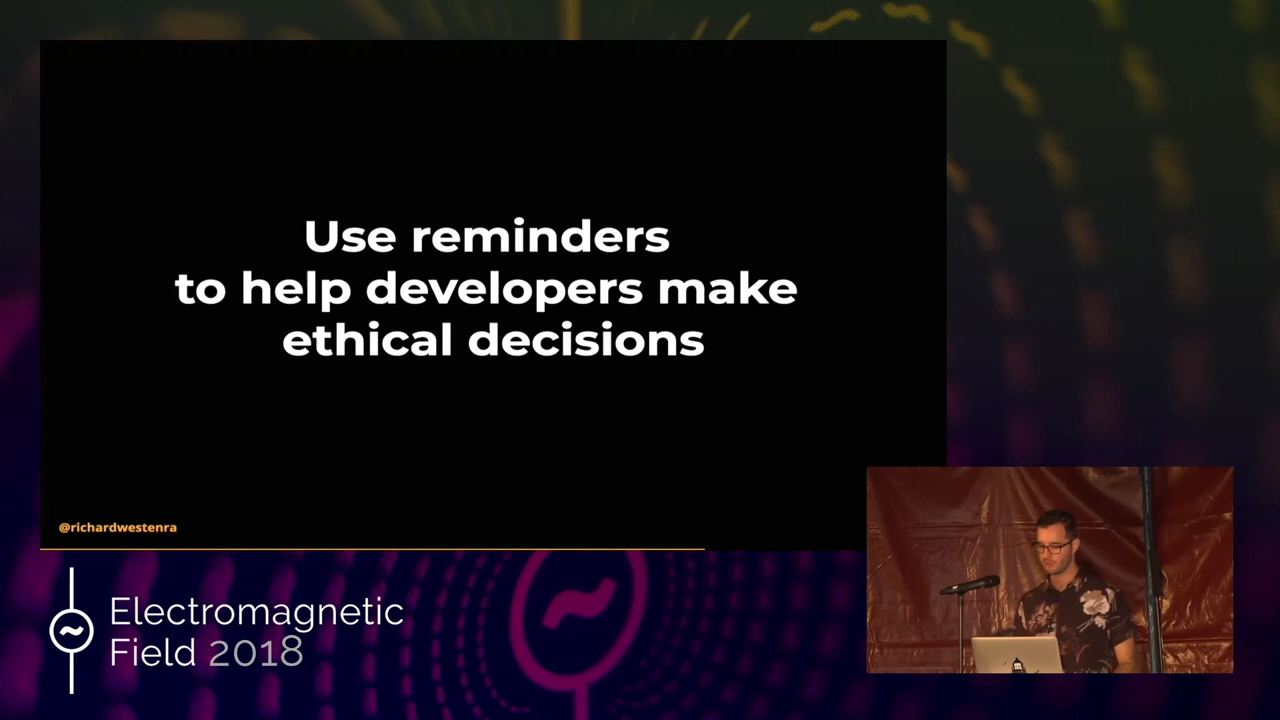 Use reminders
to help developers make
ethical decisions
@richardwestenra
Electromagnetic
Field 2018